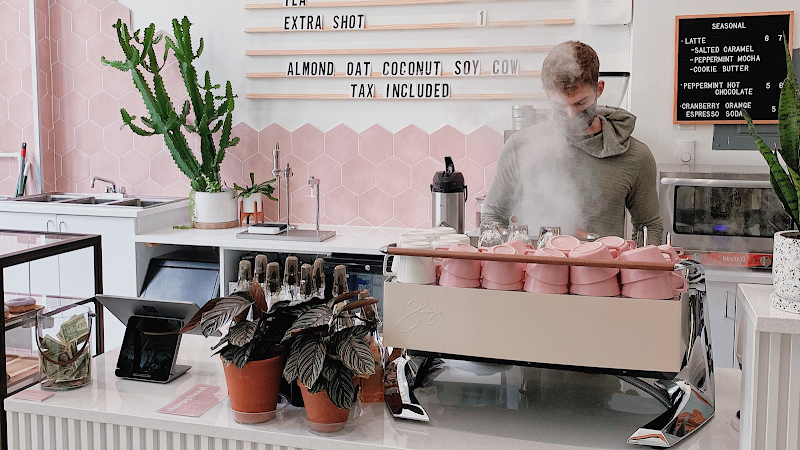 TEA
EXTRA SHOT 1
ALMOND OAT COCONUT SOY COW
TAX INCLUDED
SEASONAL
·LATTE 6 7
-SALTED CARAMEL
-PEPPERMINT MOCHA
-COOKIE BUTTER
·PEPPERMINT HOT
CHOCOLATE 5
·CRANBERRY ORANGE
ESPRESSO SODA 5